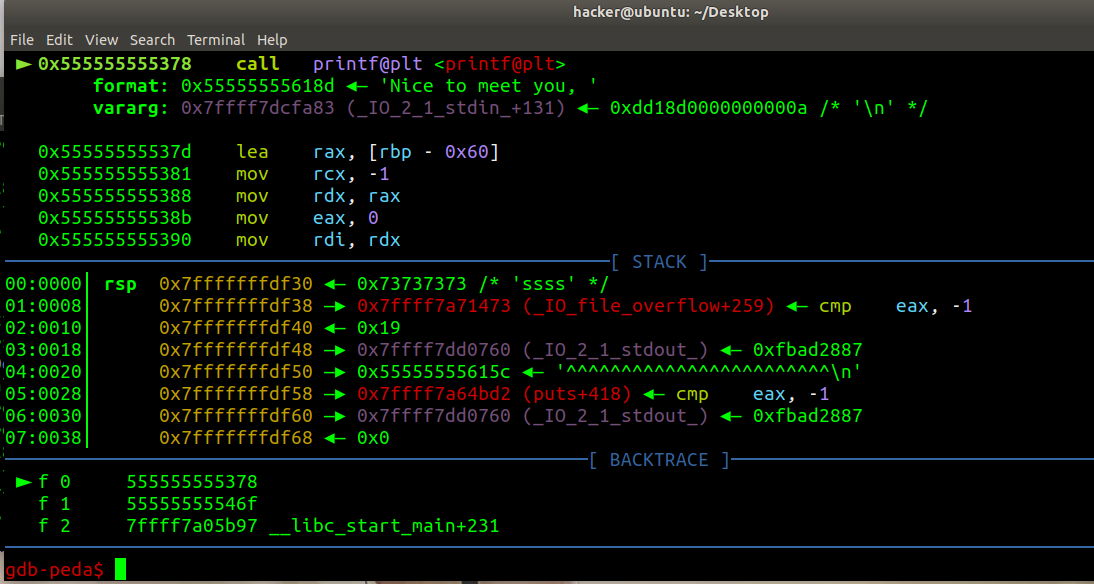 hacker@ubuntu: ~/Desktop
File Edit View Search Terminal Help
► 0x555555555378 call printf@plt <printf@plt>
format: 0x55555555618d ◄— 'Nice to meet you, '
vararg: 0x7ffff7dcfa83 (_IO_2_1_stdin_+131) ◄— 0xdd18d0000000000a /* '\n' */
0x55555555537d lea rax, [rbp - 0x60]
0x555555555381 mov rcx, -1
0x555555555388 mov rdx, rax
0x55555555538b mov eax, 0
0x555555555390 mov rdi, rdx
[ STACK ]
00:0000│ rsp 0x7fffffffdf30 ◄— 0x73737373 /* 'ssss' */
01:0008│ 0x7fffffffdf38 —► 0x7ffff7a71473 (_IO_file_overflow+259) ◄— cmp eax, -1
02:0010│ 0x7fffffffdf40 ◄— 0x19
03:0018│ 0x7fffffffdf48 —► 0x7ffff7dd0760 (_IO_2_1_stdout_) ◄— 0xfbad2887
04:0020│ 0x7fffffffdf50 —► 0x55555555615c ◄— '^^^^^^^^^^^^^^^^^^^^^^^^\n'
05:0028│ 0x7fffffffdf58 —► 0x7ffff7a64bd2 (puts+418) ◄— cmp eax, -1
06:0030│ 0x7fffffffdf60 —► 0x7ffff7dd0760 (_IO_2_1_stdout_) ◄— 0xfbad2887
07:0038│ 0x7fffffffdf68 ◄— 0x0
[ BACKTRACE ]
► f 0 555555555378
f 1 55555555546f
f 2 7ffff7a05b97 __libc_start_main+231
gdb-peda$